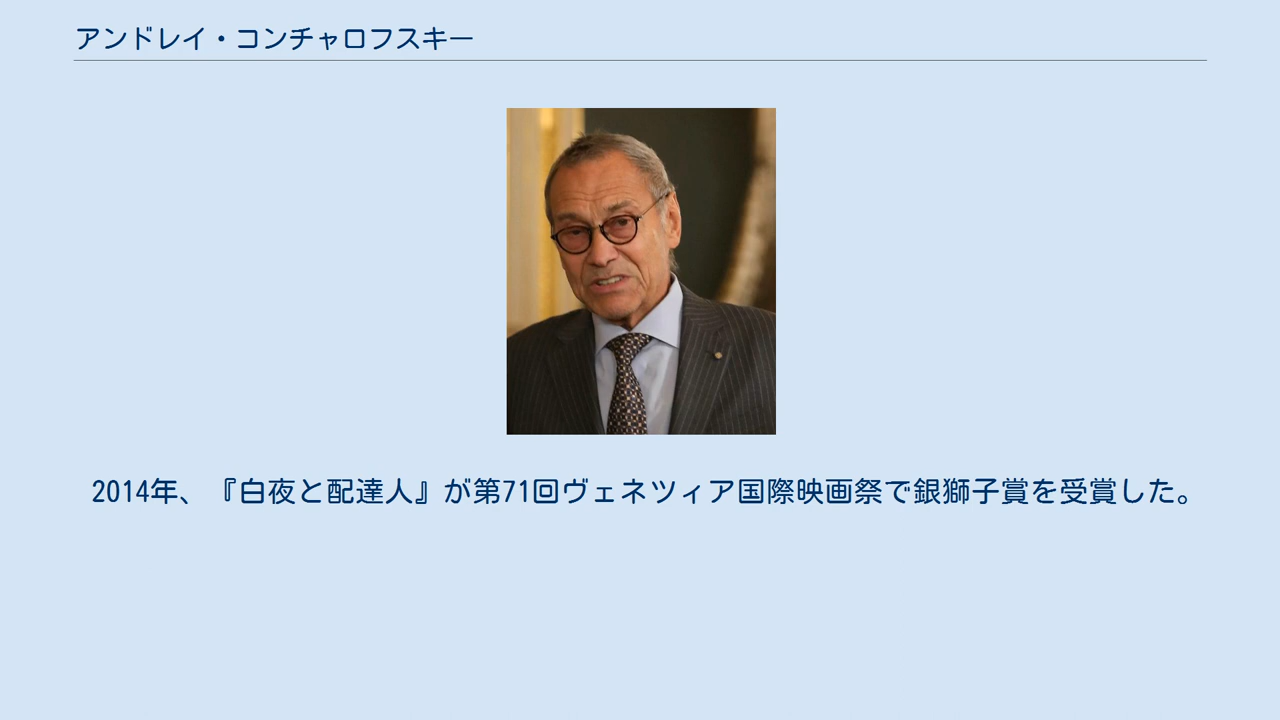 アンドレイ・コンチャロフスキー
2014年、『白夜と配達人』が第71回ヴェネツィア国際映画祭で銀獅子賞を受賞した。